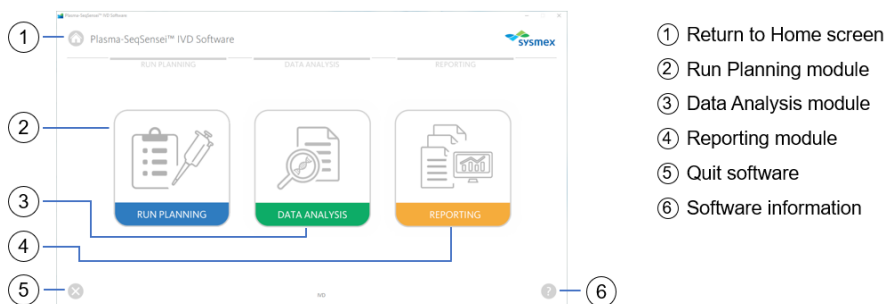 Plasma-SeqSensei™ IVD Software
1 Plasma-SeqSensei™ IVD Software sysmex
RUN PLANNING DATA ANALYSIS REPORTING
2
RUN PLANNING DATA ANALYSIS REPORTING
3
4
5 IVD ? 6
1 Return to Home screen
2 Run Planning module
3 Data Analysis module
4 Reporting module
5 Quit software
6 Software information